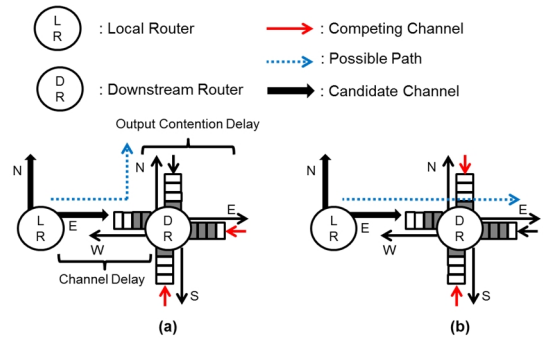 L
R
: Local Router
: Competing Channel
: Possible Path
D
R
: Downstream Router
: Candidate Channel
Output Contention Delay
N
N
L
R
E
D
R
E
W
Channel Delay
S
(a)
N
N
L
R
E
D
R
E
W
S
(b)